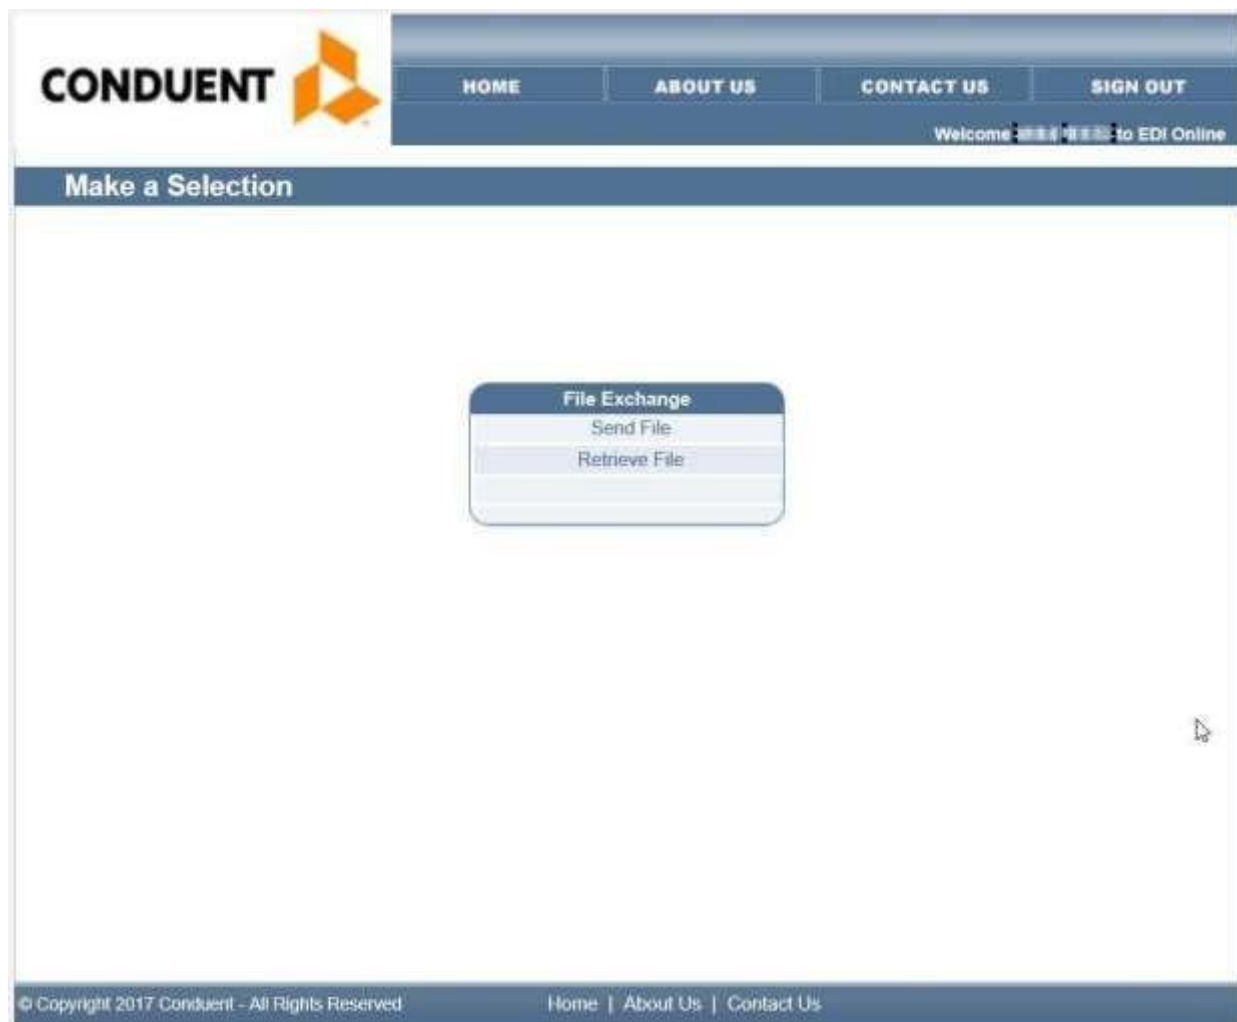 CONDUENT
HOME ABOUT US CONTACT US SIGN OUT
Welcome to EDI Online
Make a Selection
File Exchange
Send File
Retrieve File
© Copyright 2017 Conduent - All Rights Reserved Home | About Us | Contact Us